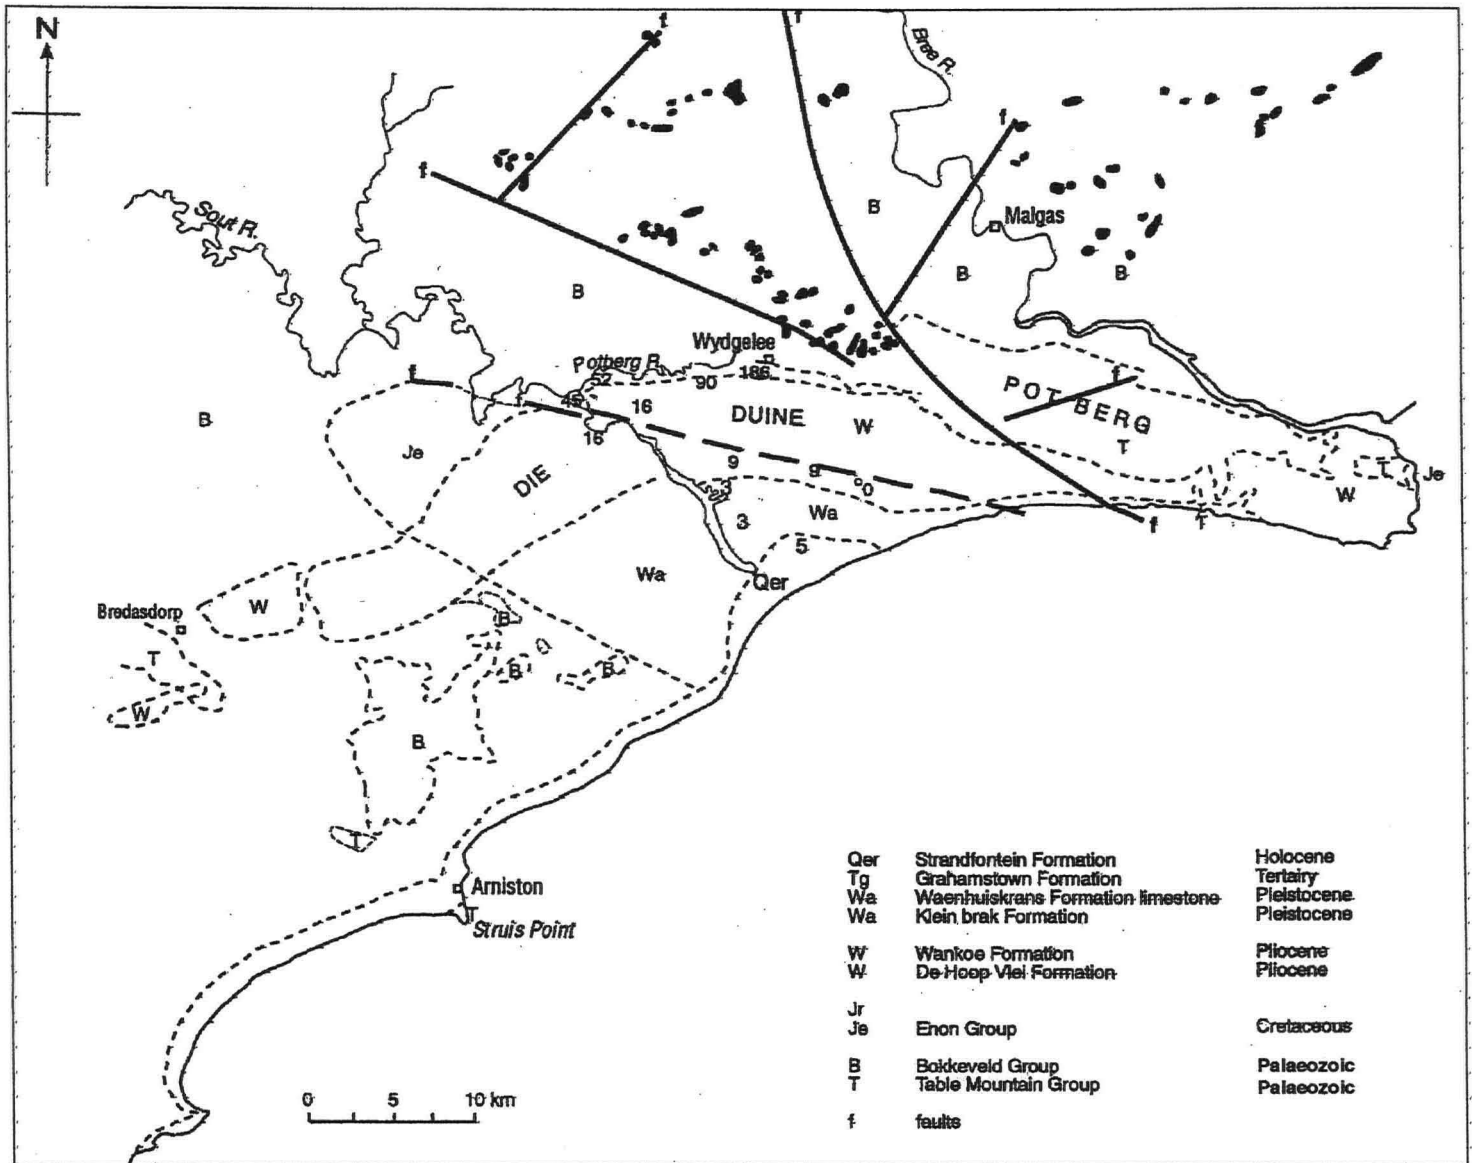 N
f
f
Bree R.
f
f
Sout R.
B
Malgas
B
B
B
Wydgelee
Potberg R.
f
f
52
90
186
POTBERG
B
f
45
16
DUINE
W
16
T
Je
9
9
0
T
Je
DIE
W
3
Wa
T
f
5
Wa
Qer
W
Bredasdorp
B
T
B
B
W
B
T
Arniston
T
Struis Point
Qer Strandfontein Formation Holocene
Tg Grahamstown Formation Tertairy
Wa Waenhuiskrans Formation limestone Pleistocene
Wa Klein brak Formation Pleistocene
W Wankoe Formation Pliocene
W De Hoop Vlei Formation Pliocene
Jr
Je Enon Group Cretaceous
B Bokkeveld Group Palaeozoic
T Table Mountain Group Palaeozoic
f faults
0 5 10 km